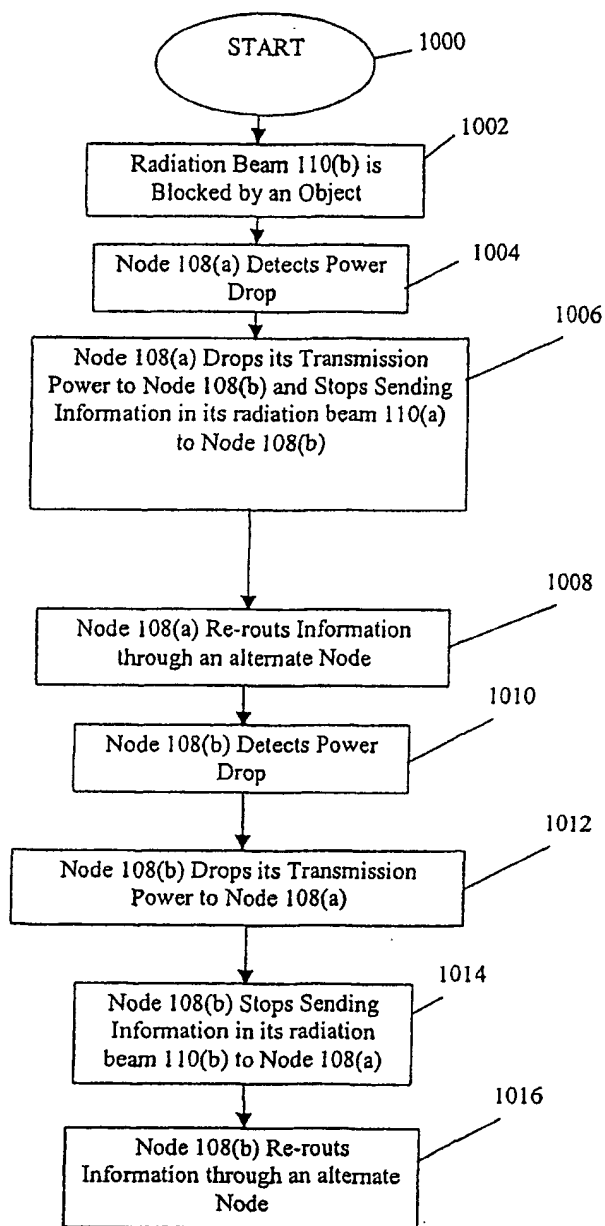 START
1000
1002
Radiation Beam 110(b) is
Blocked by an Object
1004
Node 108(a) Detects Power
Drop
1006
Node 108(a) Drops its Transmission
Power to Node 108(b) and Stops Sending
Information in its radiation beam 110(a)
to Node 108(b)
1008
Node 108(a) Re-routs Information
through an alternate Node
1010
Node 108(b) Detects Power
Drop
1012
Node 108(b) Drops its Transmission
Power to Node 108(a)
1014
Node 108(b) Stops Sending
Information in its radiation
beam 110(b) to Node 108(a)
1016
Node 108(b) Re-routs
Information through an alternate
Node